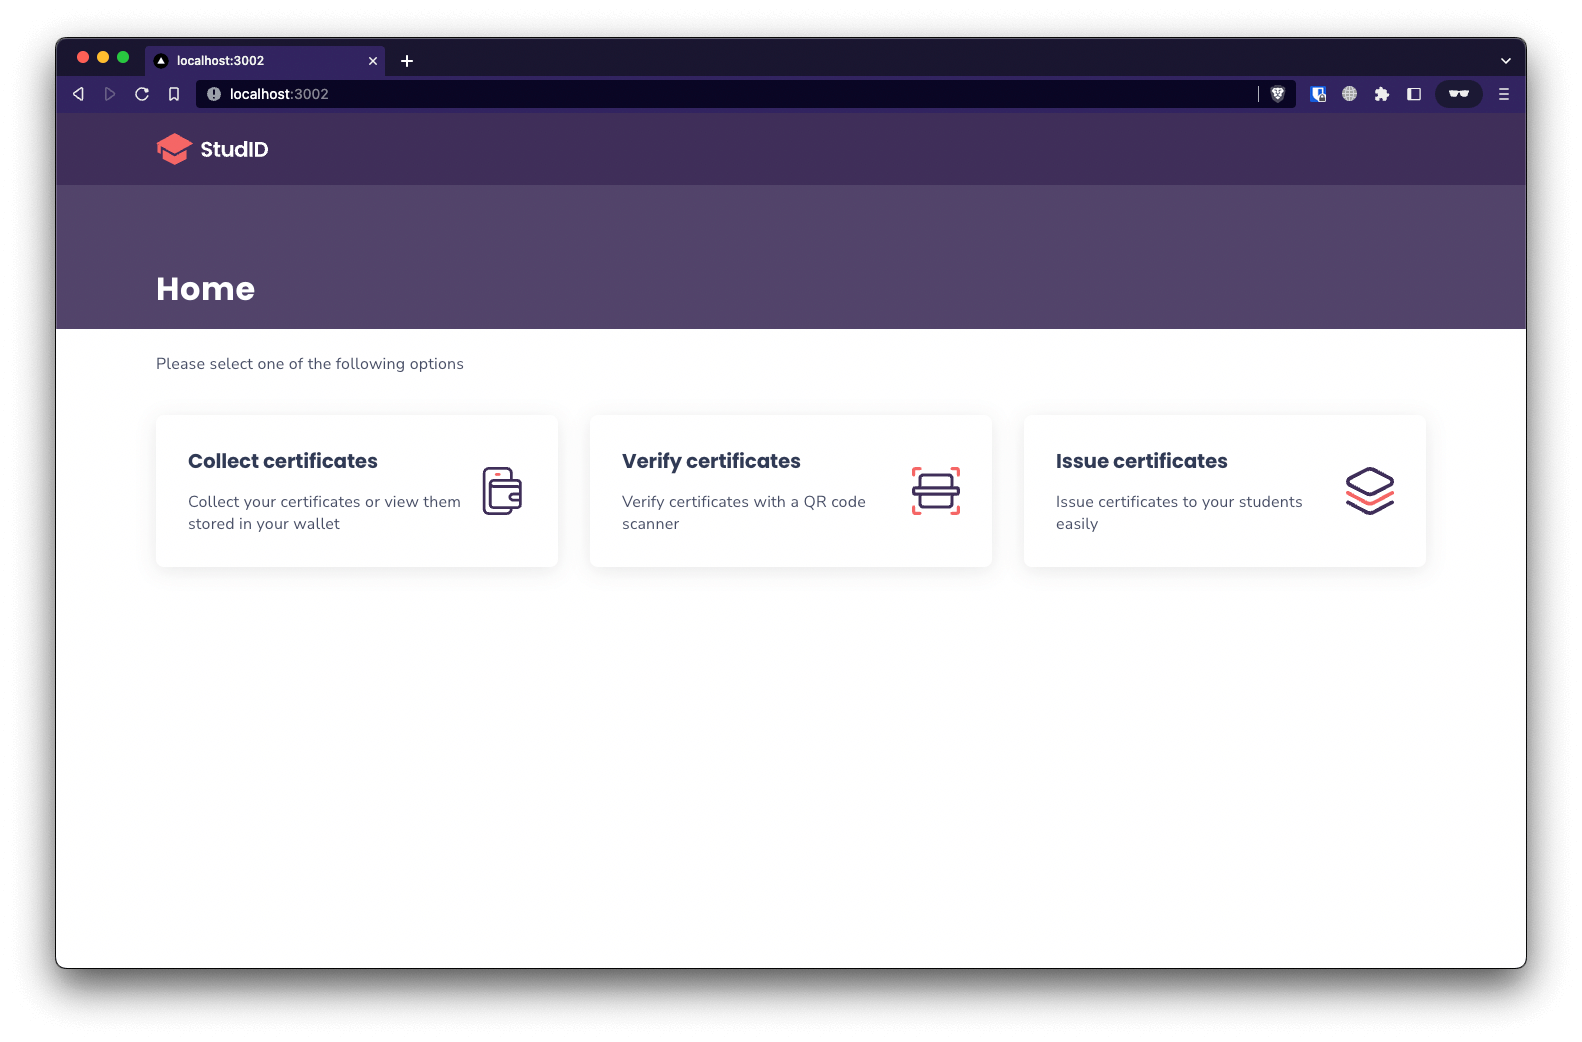 localhost:3002
localhost:3002
StudID
Home
Please select one of the following options
Collect certificates
Collect your certificates or view them
stored in your wallet
Verify certificates
Verify certificates with a QR code
scanner
Issue certificates
Issue certificates to your students
easily